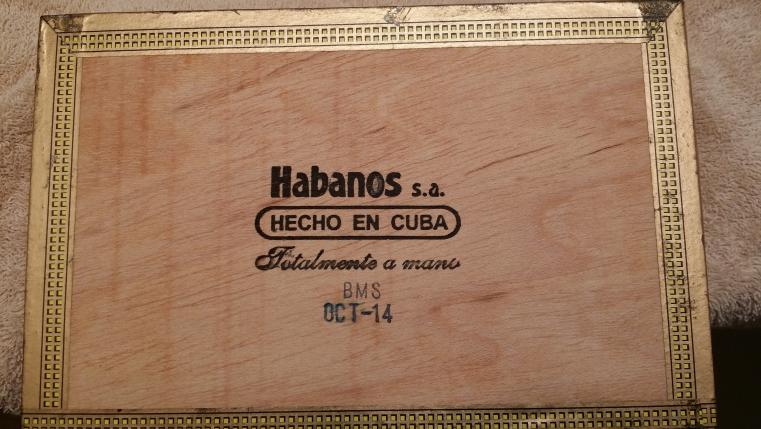 Habanos s.a.
HECHO EN CUBA
Totalmente a mano
BMS
OCT-14